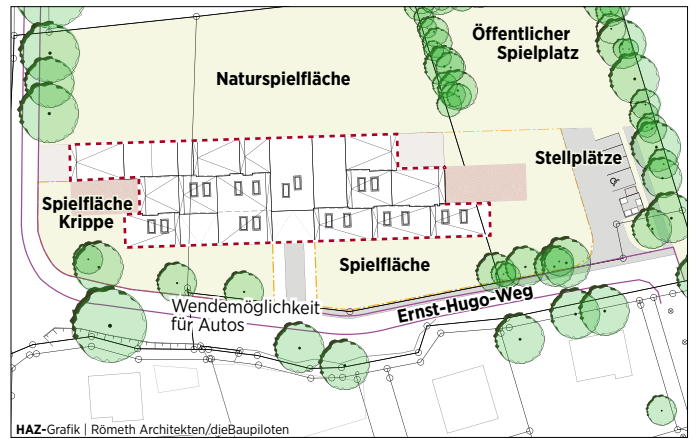 Öffentlicher
Spielplatz
Naturspielfläche
Stellplätze
Spielfläche
Krippe
Spielfläche
Wendemöglichkeit
für Autos
Ernst-Hugo-Weg
HAZ-Grafik | Römeth Architekten/dieBaupiloten